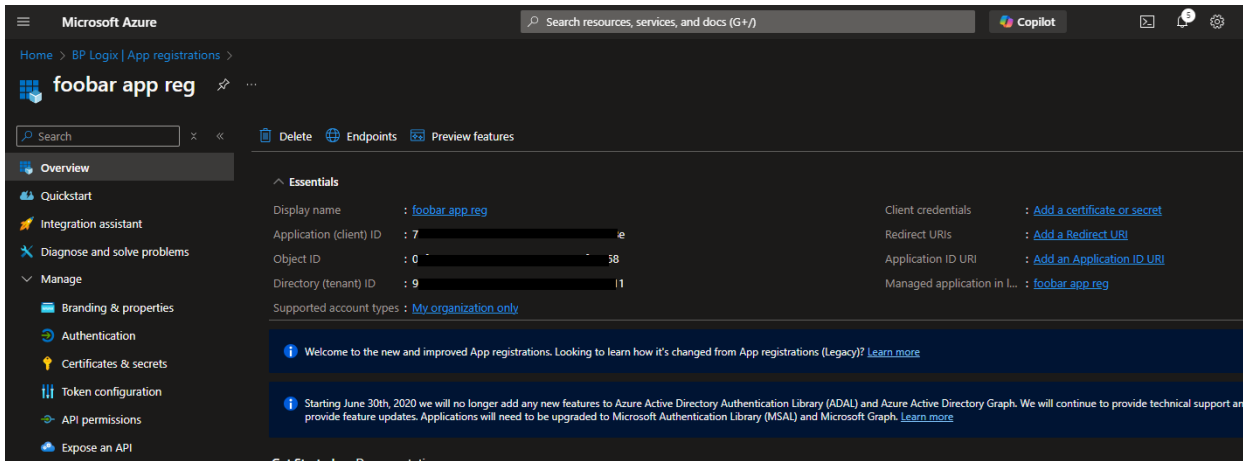 Microsoft Azure
Search resources, services, and docs (G+/)
Copilot
5
Home > BP Logix | App registrations >
foobar app reg
Search
Delete Endpoints Preview features
Overview
Quickstart
Integration assistant
Diagnose and solve problems
Manage
Branding & properties
Authentication
Certificates & secrets
Token configuration
API permissions
Expose an API
Essentials
Display name : foobar app reg
Application (client) ID : 7 e
Object ID : 0 58
Directory (tenant) ID : 9 11
Supported account types : My organization only
Client credentials : Add a certificate or secret
Redirect URIs : Add a Redirect URI
Application ID URI : Add an Application ID URI
Managed application in l... : foobar app reg
Welcome to the new and improved App registrations. Looking to learn how it's changed from App registrations (Legacy)? Learn more
Starting June 30th, 2020 we will no longer add any new features to Azure Active Directory Authentication Library (ADAL) and Azure Active Directory Graph. We will continue to provide technical support an
provide feature updates. Applications will need to be upgraded to Microsoft Authentication Library (MSAL) and Microsoft Graph. Learn more